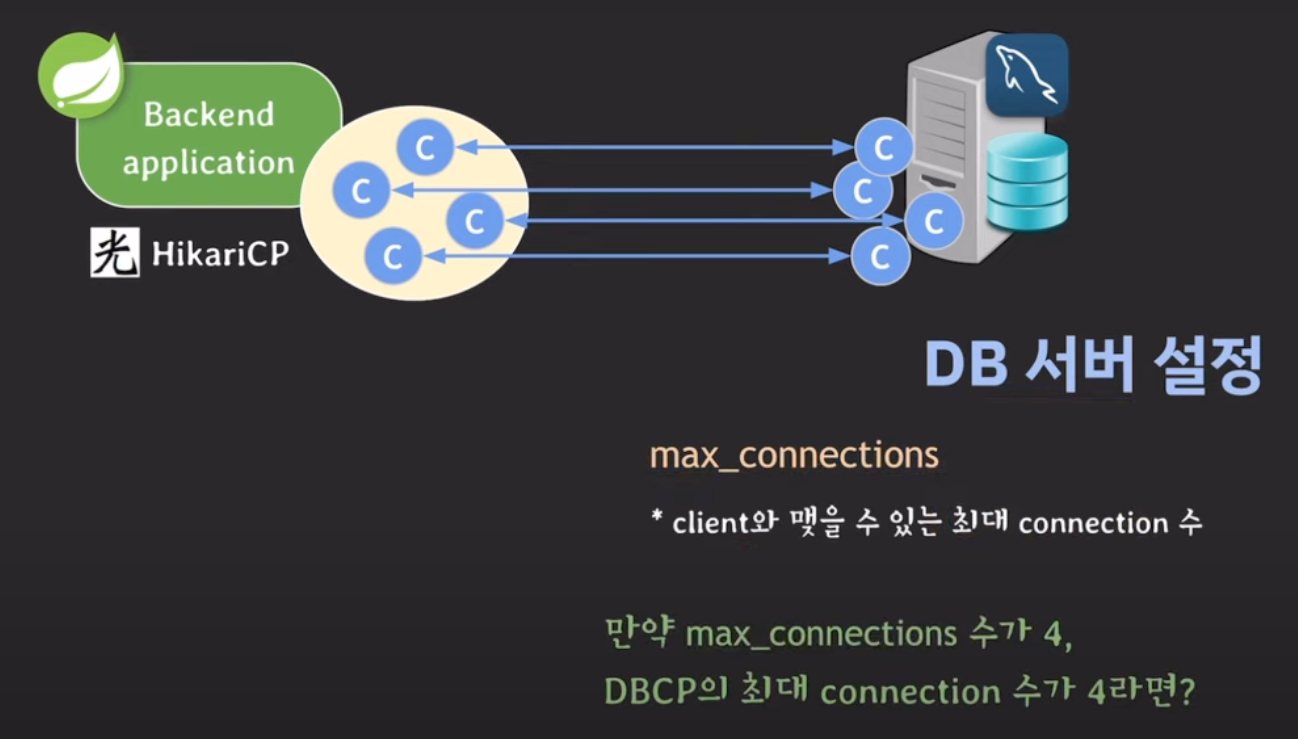 Backend
application
C
C
C
C
C
C
C
C
光 HikariCP
DB 서버 설정
max_connections
* client와 맺을 수 있는 최대 connection 수
만약 max_connections 수가 4,
DBCP의 최대 connection 수가 4라면?